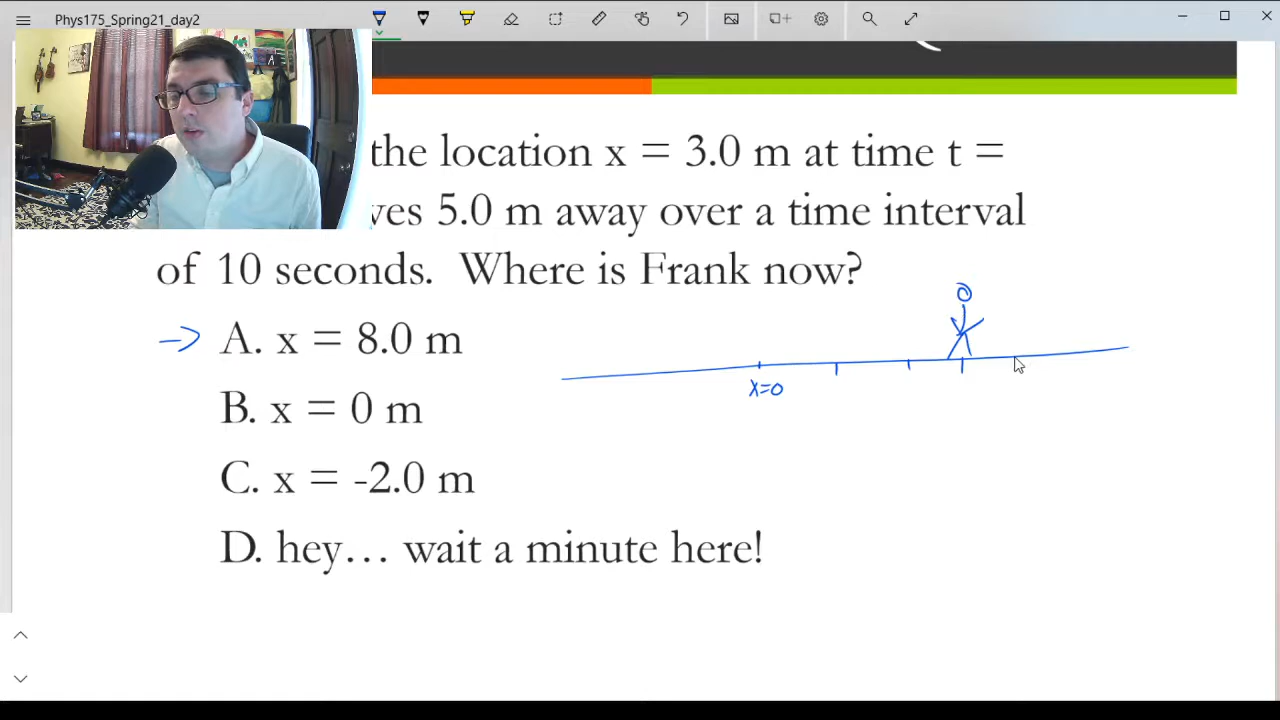 Phys175_Spring21_day2
the location x = 3.0 m at time t =
5.0 m away over a time interval
of 10 seconds. Where is Frank now?
→ A. x = 8.0 m
x=0
B. x = 0 m
C. x = -2.0 m
D. hey… wait a minute here!